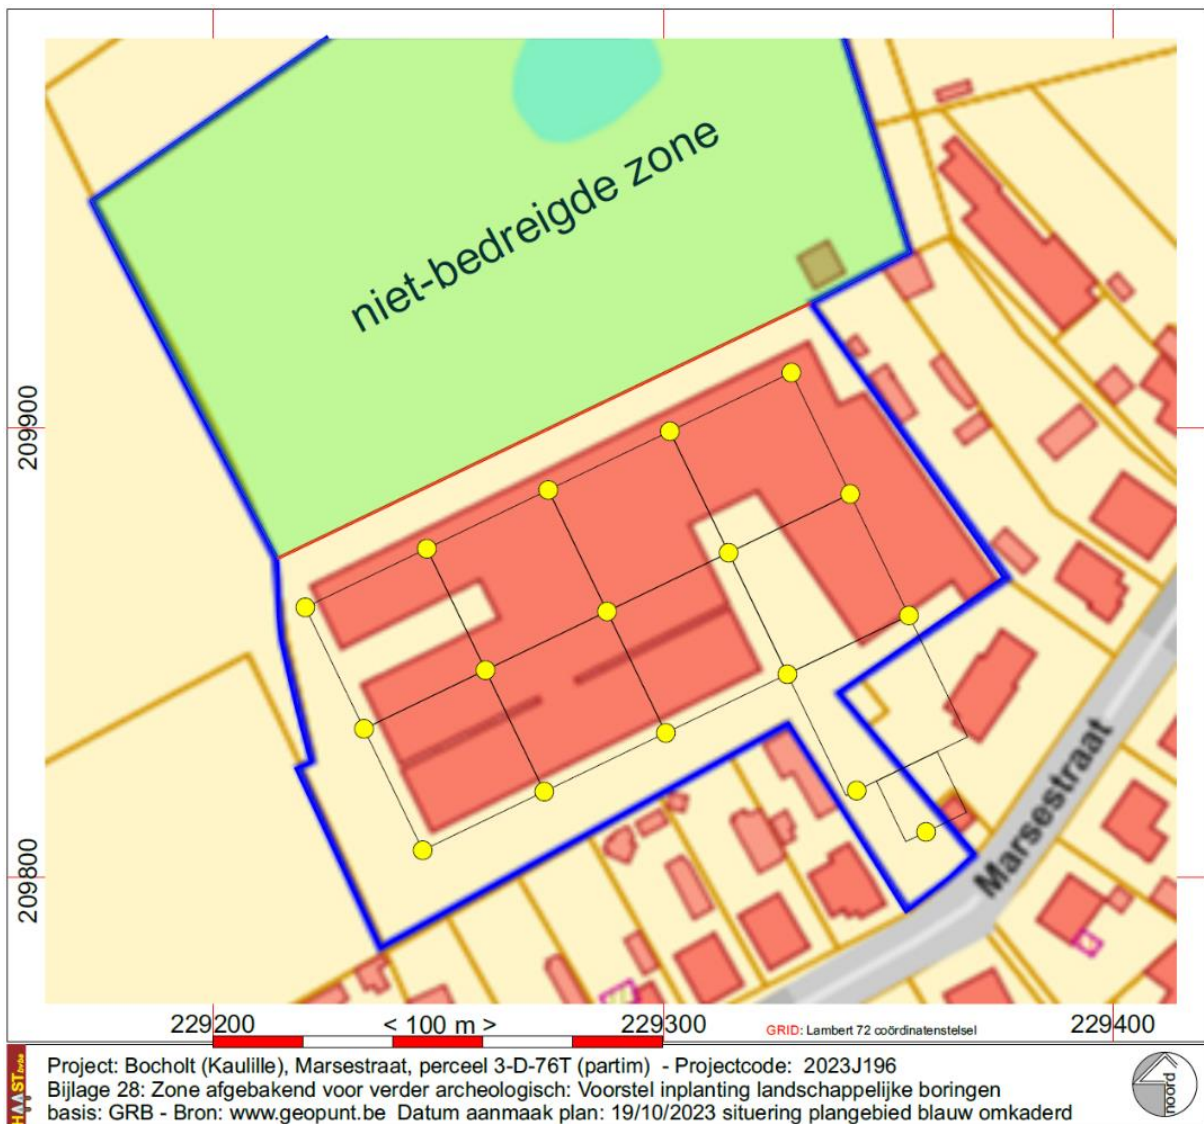 niet-bedreigde zone
209900
209800
Marsestraat
229200
< 100 m >
229300
GRID: Lambert 72 coördinatenstelsel
229400
HAAST bvba
Project: Bocholt (Kaulille), Marsestraat, perceel 3-D-76T (partim) - Projectcode: 2023J196
Bijlage 28: Zone afgebakend voor verder archeologisch: Voorstel inplanting landschappelijke boringen
basis: GRB - Bron: www.geopunt.be Datum aanmaak plan: 19/10/2023 situering plangebied blauw omkaderd
noord